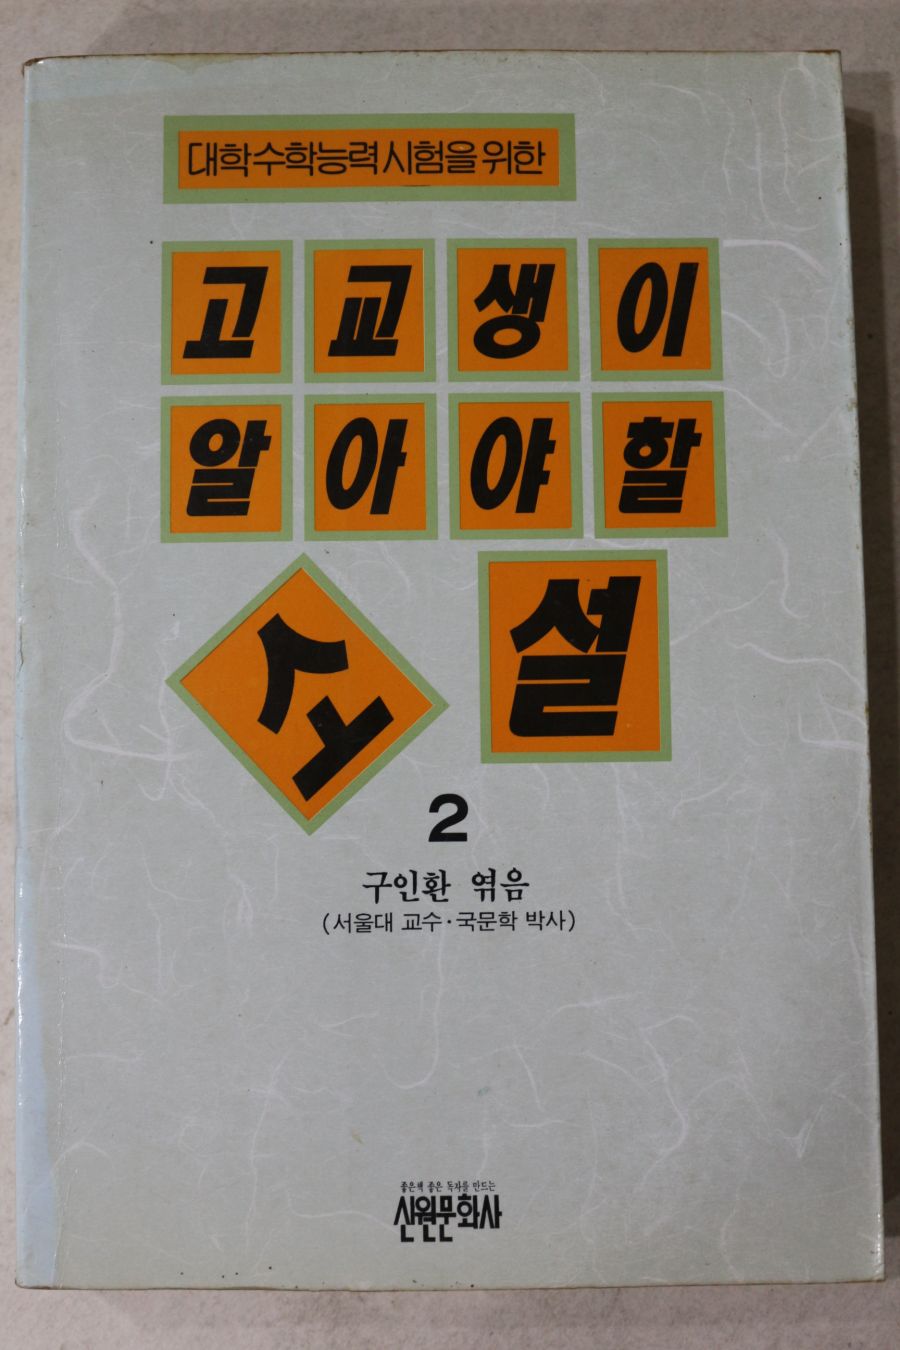 대학수학능력시험을 위한
고교생이
알아야할
소설
2
구인환 엮음
(서울대 교수·국문학 박사)
좋은책 좋은 독자를 만드는
신원문화사